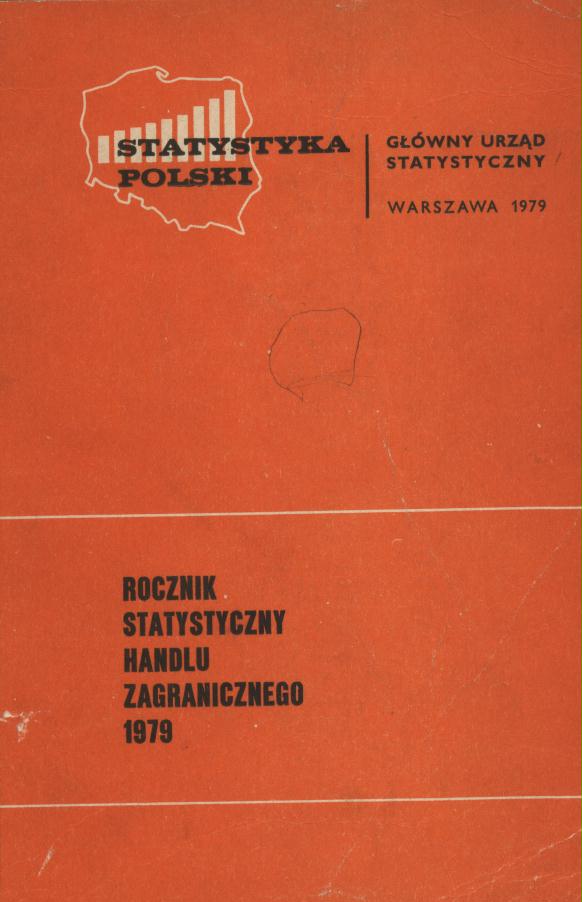 STATYSTYKA
POLSKI
GŁÓWNY URZĄD
STATYSTYCZNY
WARSZAWA 1979
ROCZNIK
STATYSTYCZNY
HANDLU
ZAGRANICZNEGO
1979